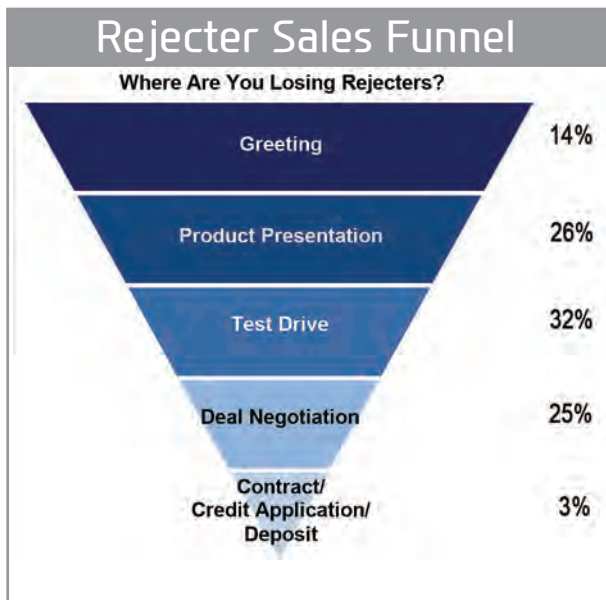 Rejecter Sales Funnel
Where Are You Losing Rejecters?
Greeting
14%
Product Presentation
26%
Test Drive
32%
Deal Negotiation
25%
Contract/
Credit Application/
Deposit
3%